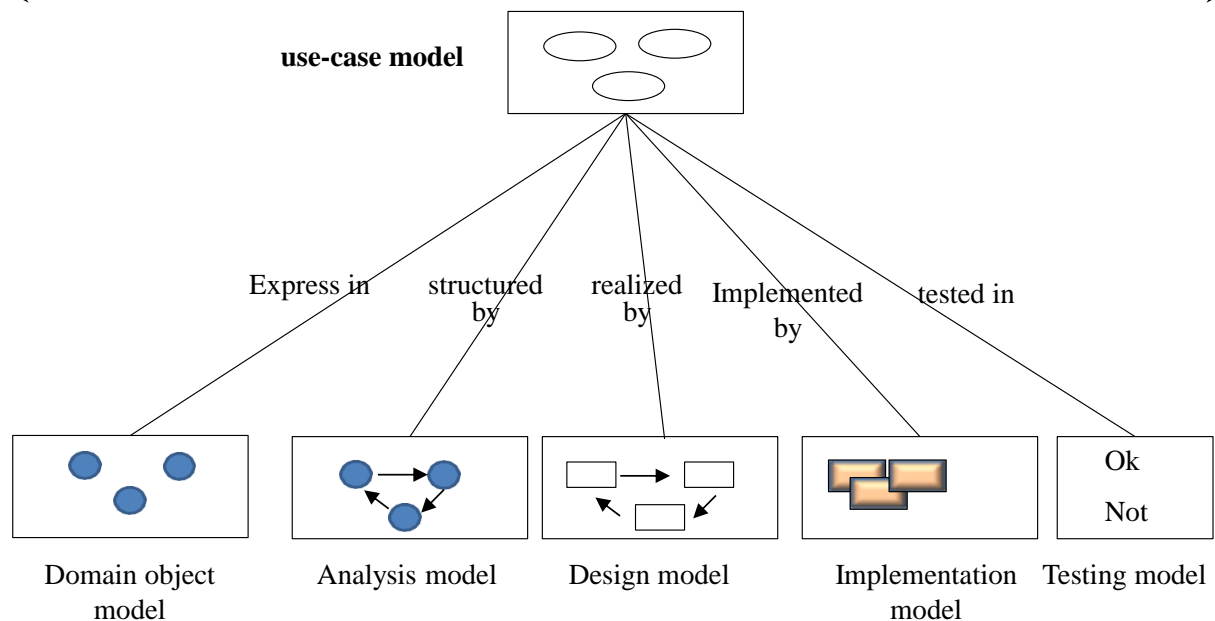 use-case model
Express in
structured
by
realized
by
Implemented
by
tested in
Ok
Not
Domain object
model
Analysis model
Design model
Implementation
model
Testing model